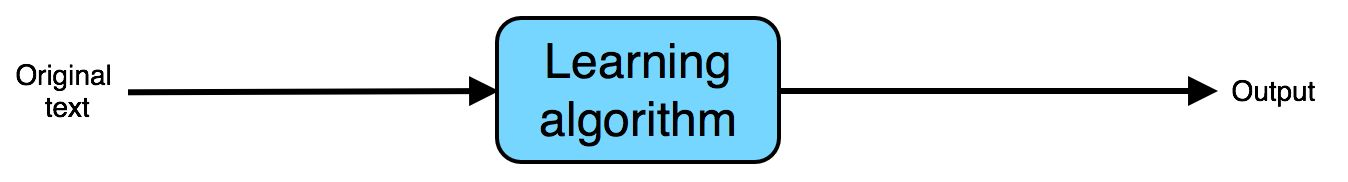 Original
text
Learning
algorithm
Output